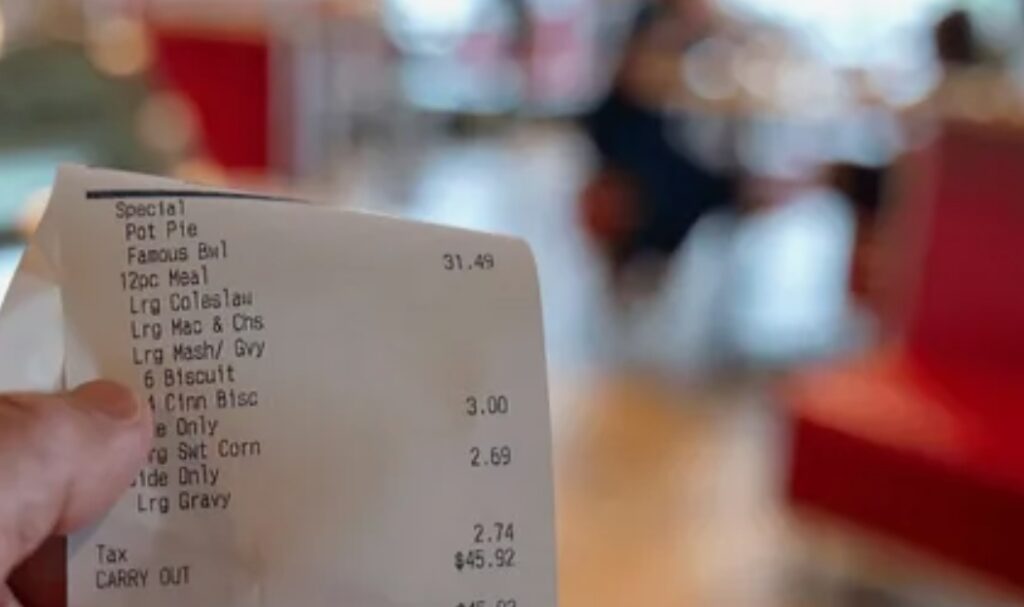 Special
Pot Pie
Famous Bwl
12pc Meal 31.49
Lrg Coleslaw
Lrg Mac & Chs
Lrg Mash/ Gvy
6 Biscuit
Cinn Bisc
Only 3.00
Swt Corn
Only 2.69
Lrg Gravy
Tax 2.74
CARRY OUT $45.92